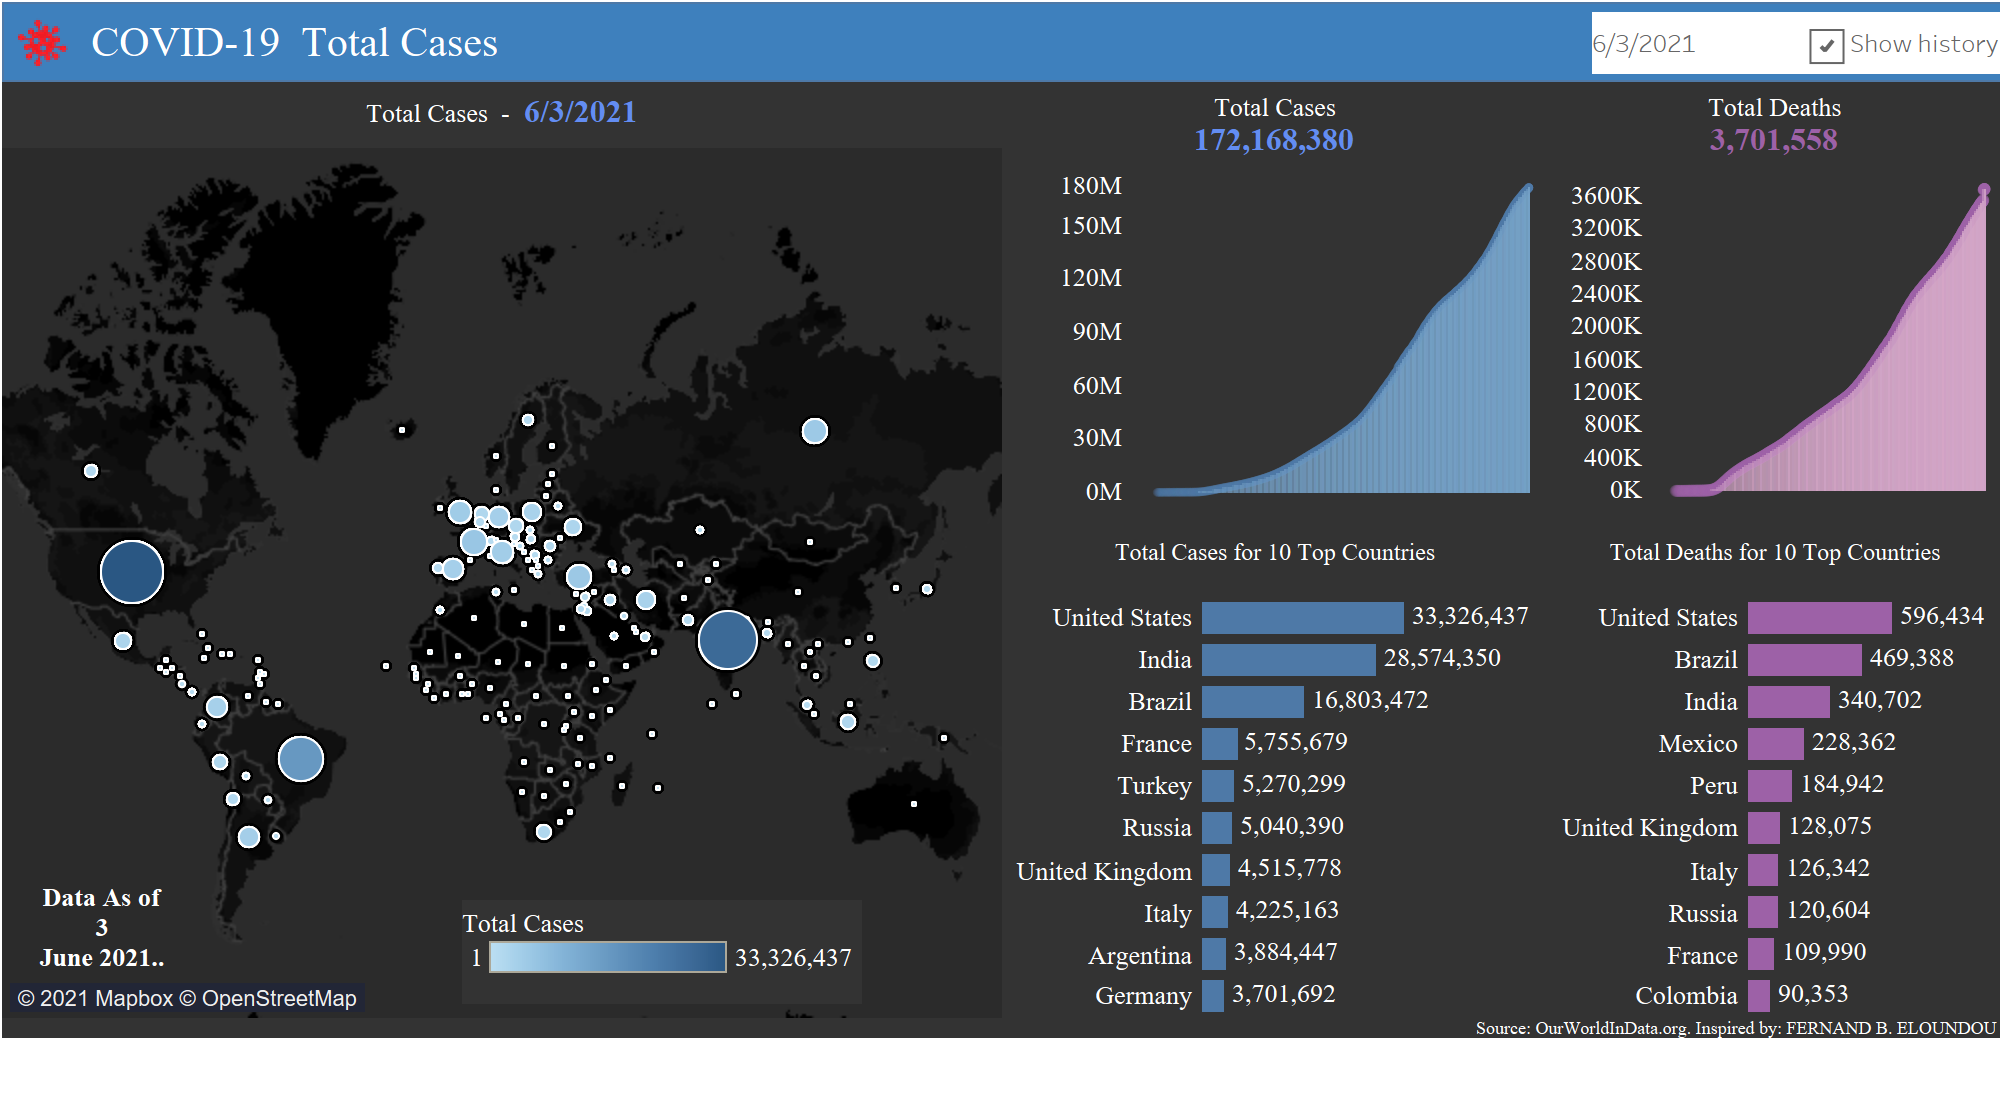 COVID-19 Total Cases
6/3/2021
Show history
Total Cases - 6/3/2021
Data As of
3
June 2021..
Total Cases
1
33,326,437
© 2021 Mapbox © OpenStreetMap
Total Cases
172,168,380
180M
150M
120M
90M
60M
30M
0M
Total Deaths
3,701,558
3600K
3200K
2800K
2400K
2000K
1600K
1200K
800K
400K
0K
Total Cases for 10 Top Countries
United States 33,326,437
India 28,574,350
Brazil 16,803,472
France 5,755,679
Turkey 5,270,299
Russia 5,040,390
United Kingdom 4,515,778
Italy 4,225,163
Argentina 3,884,447
Germany 3,701,692
Total Deaths for 10 Top Countries
United States 596,434
Brazil 469,388
India 340,702
Mexico 228,362
Peru 184,942
United Kingdom 128,075
Italy 126,342
Russia 120,604
France 109,990
Colombia 90,353
Source: OurWorldInData.org. Inspired by: FERNAND B. ELOUNDOU